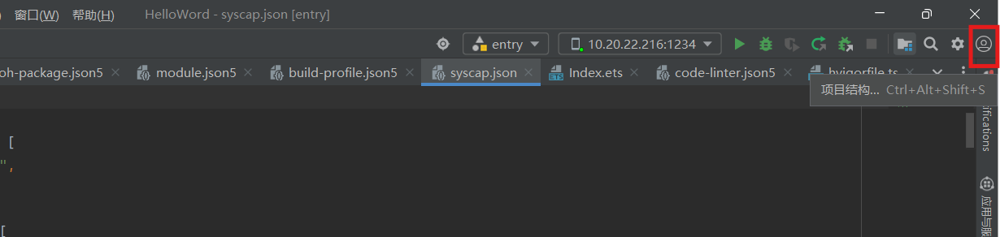 ) 窗口(W) 帮助(H) HelloWord - syscap.json [entry]
entry 10.20.22.216:1234
oh-package.json5 module.json5 build-profile.json5 syscap.json Index.ets code-linter.json5 hvigorfile.ts
项目结构... Ctrl+Alt+Shift+S
ifications
[
",
应用与服
[